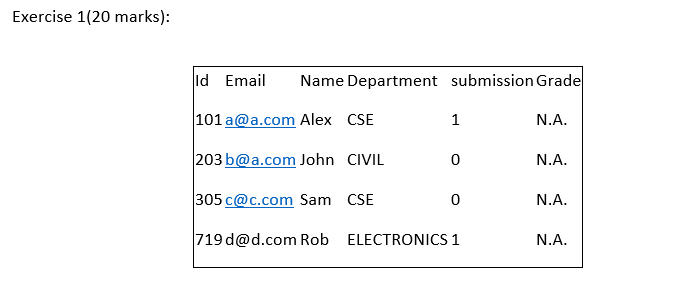 Exercise 1(20 marks):
Id Email Name Department submission Grade
101 a@a.com Alex CSE 1 N.A.
203 b@a.com John CIVIL 0 N.A.
305 c@c.com Sam CSE 0 N.A.
719 d@d.com Rob ELECTRONICS 1 N.A.